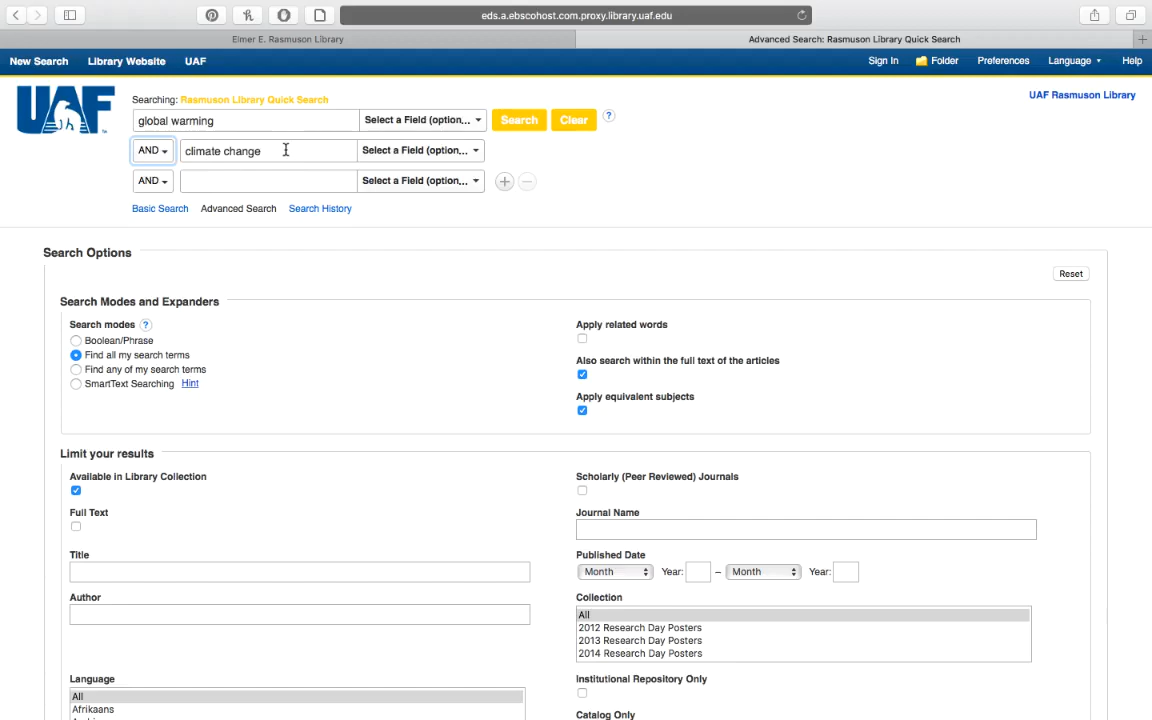 eds.a.ebscohost.com.proxy.library.uaf.edu
Elmer E. Rasmuson Library
Advanced Search: Rasmuson Library Quick Search
New Search Library Website UAF
Sign In Folder Preferences Language Help
UAF
UAF Rasmuson Library
Searching: Rasmuson Library Quick Search
global warming Select a Field (option... Search Clear ?
AND climate change Select a Field (option...
AND Select a Field (option...
Basic Search Advanced Search Search History
Search Options
Reset
Search Modes and Expanders
Search modes ?
Boolean/Phrase
Find all my search terms
Find any of my search terms
SmartText Searching Hint
Apply related words
Also search within the full text of the articles
Apply equivalent subjects
Limit your results
Available in Library Collection
Full Text
Title
Author
Language
All
Afrikaans
Scholarly (Peer Reviewed) Journals
Journal Name
Published Date
Month Year: – Month Year:
Collection
All
2012 Research Day Posters
2013 Research Day Posters
2014 Research Day Posters
Institutional Repository Only
Catalog Only